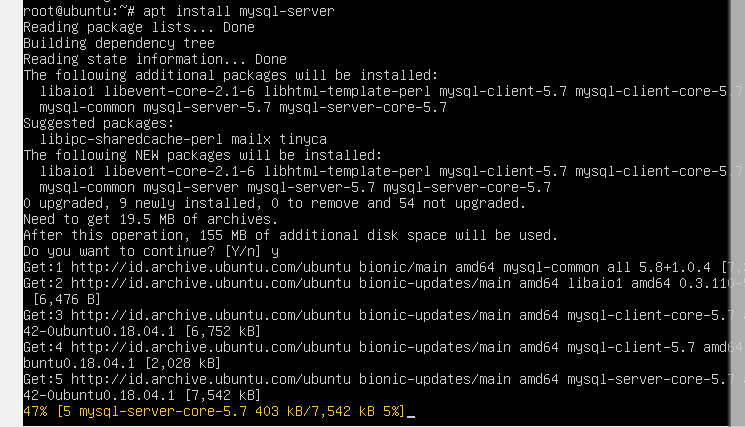 root@ubuntu:~# apt install mysql-server
Reading package lists... Done
Building dependency tree
Reading state information... Done
The following additional packages will be installed:
  libaio1 libevent-core-2.1-6 libhtml-template-perl mysql-client-5.7 mysql-client-core-5.7
  mysql-common mysql-server-5.7 mysql-server-core-5.7
Suggested packages:
  libipc-sharedcache-perl mailx tinyca
The following NEW packages will be installed:
  libaio1 libevent-core-2.1-6 libhtml-template-perl mysql-client-5.7 mysql-client-core-5.7
  mysql-common mysql-server mysql-server-5.7 mysql-server-core-5.7
0 upgraded, 9 newly installed, 0 to remove and 54 not upgraded.
Need to get 19.5 MB of archives.
After this operation, 155 MB of additional disk space will be used.
Do you want to continue? [Y/n] y
Get:1 http://id.archive.ubuntu.com/ubuntu bionic/main amd64 mysql-common all 5.8+1.0.4 [7,
Get:2 http://id.archive.ubuntu.com/ubuntu bionic-updates/main amd64 libaio1 amd64 0.3.110-
 [6,476 B]
Get:3 http://id.archive.ubuntu.com/ubuntu bionic-updates/main amd64 mysql-client-core-5.7 a
42-0ubuntu0.18.04.1 [6,752 kB]
Get:4 http://id.archive.ubuntu.com/ubuntu bionic-updates/main amd64 mysql-client-5.7 amd64
buntu0.18.04.1 [2,028 kB]
Get:5 http://id.archive.ubuntu.com/ubuntu bionic-updates/main amd64 mysql-server-core-5.7 a
42-0ubuntu0.18.04.1 [7,542 kB]
47% [5 mysql-server-core-5.7 403 kB/7,542 kB 5%]_